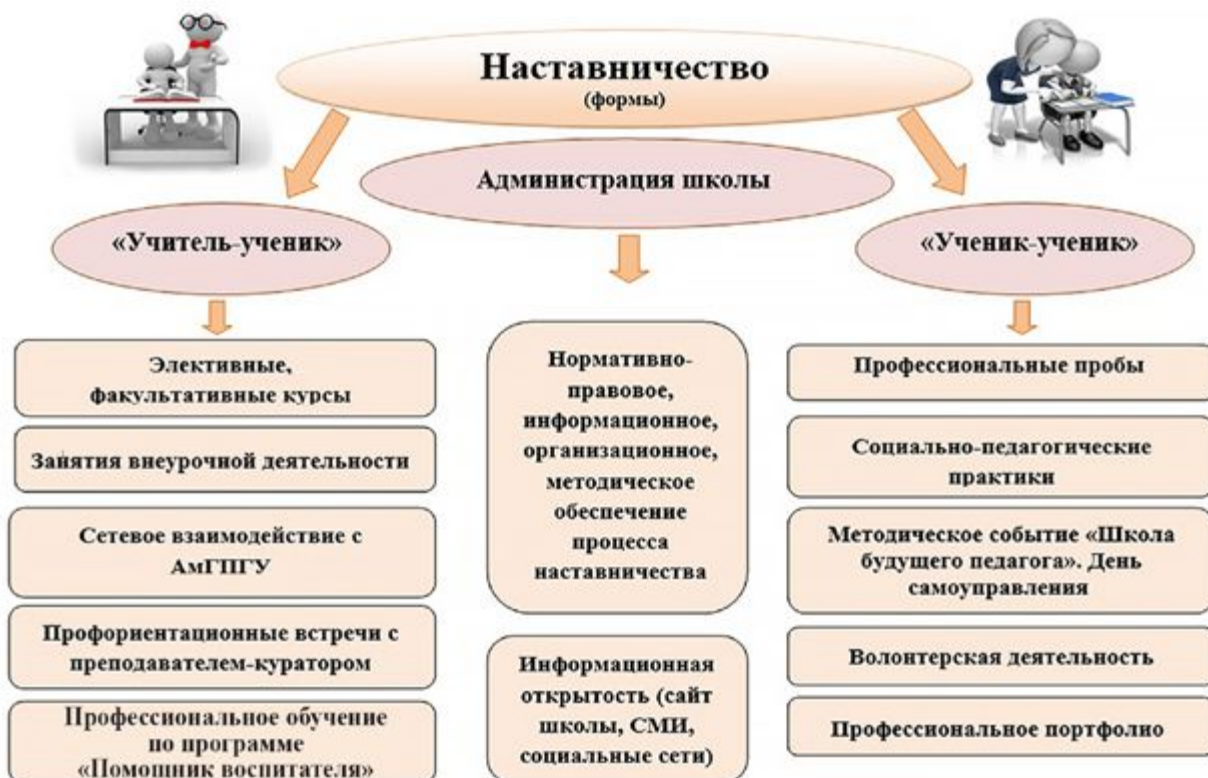 Наставничество
(формы)
Администрация школы
«Учитель-ученик»
«Ученик-ученик»
Элективные,
факультативные курсы
Занятия внеурочной деятельности
Сетевое взаимодействие с
АмГПГУ
Профориентационные встречи с
преподавателем-куратором
Профессиональное обучение
по программе
«Помощник воспитателя»
Нормативно-
правовое,
информационное,
организационное,
методическое
обеспечение
процесса
наставничества
Информационная
открытость (сайт
школы, СМИ,
социальные сети)
Профессиональные пробы
Социально-педагогические
практики
Методическое событие «Школа
будущего педагога». День
самоуправления
Волонтерская деятельность
Профессиональное портфолио